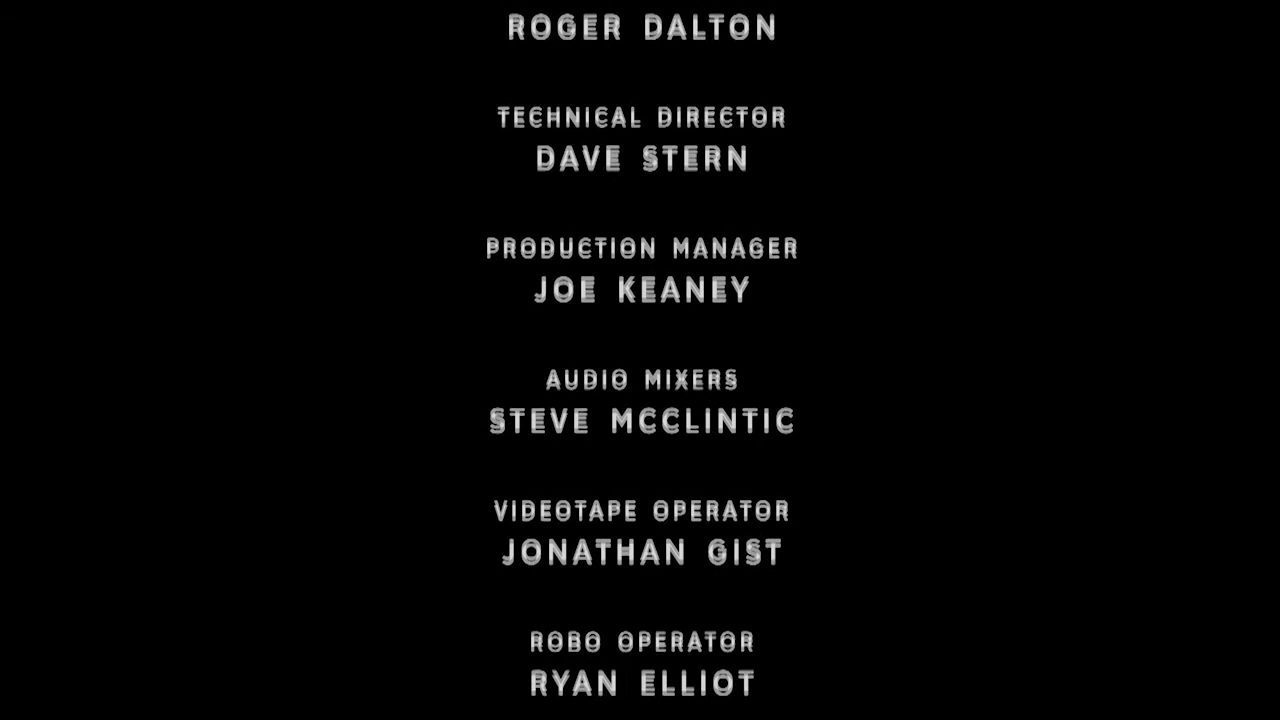 ROGER DALTON
TECHNICAL DIRECTOR
DAVE STERN
PRODUCTION MANAGER
JOE KEANEY
AUDIO MIXERS
STEVE MCCLINTIC
VIDEOTAPE OPERATOR
JONATHAN GIST
ROBO OPERATOR
RYAN ELLIOT